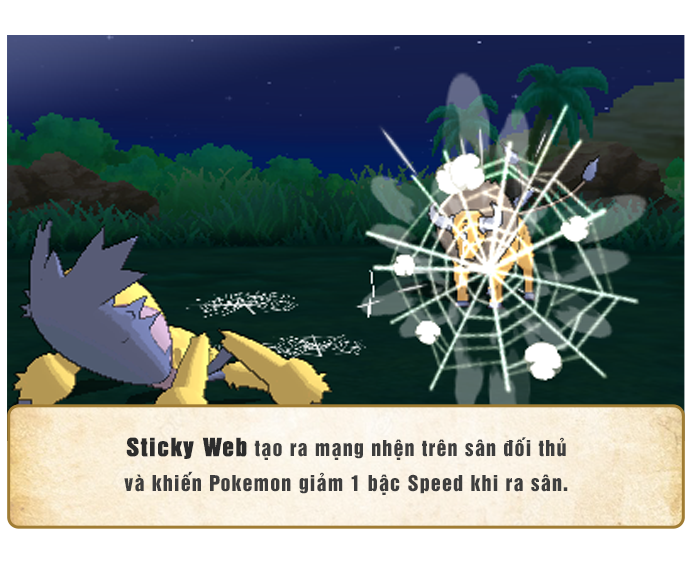 Sticky Web tạo ra mạng nhện trên sân đối thủ
và khiến Pokemon giảm 1 bậc Speed khi ra sân.